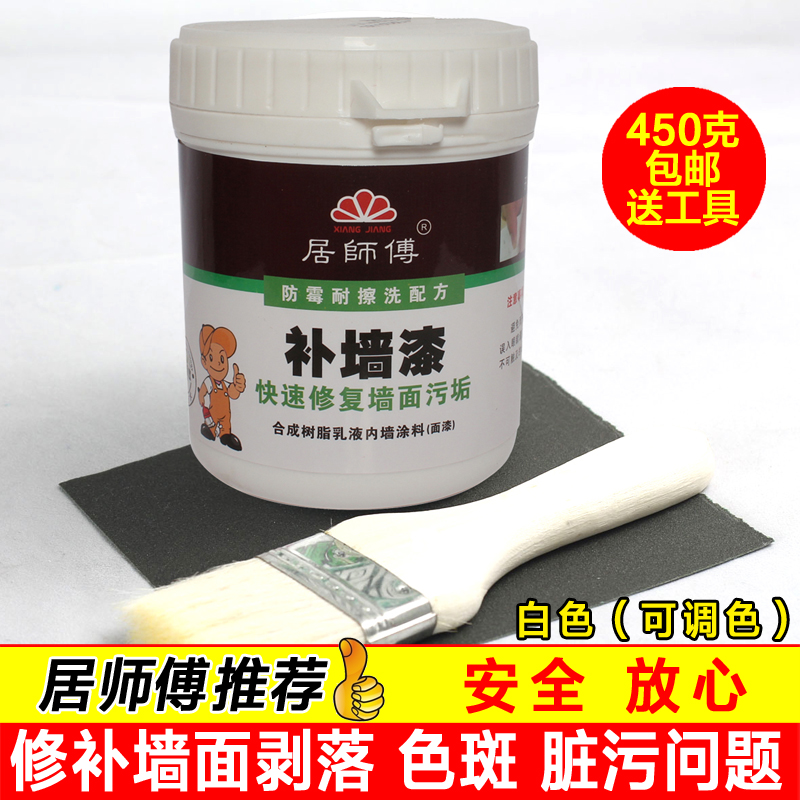 450克
包邮
送工具
XIANG JIANG
居師傅®
防霉耐擦洗配方
补墙漆
快速修复墙面污垢
合成树脂乳液内墙涂料(面漆)
白色（可调色）
居师傅推荐
安全 放心
修补墙面剥落 色斑 脏污问题